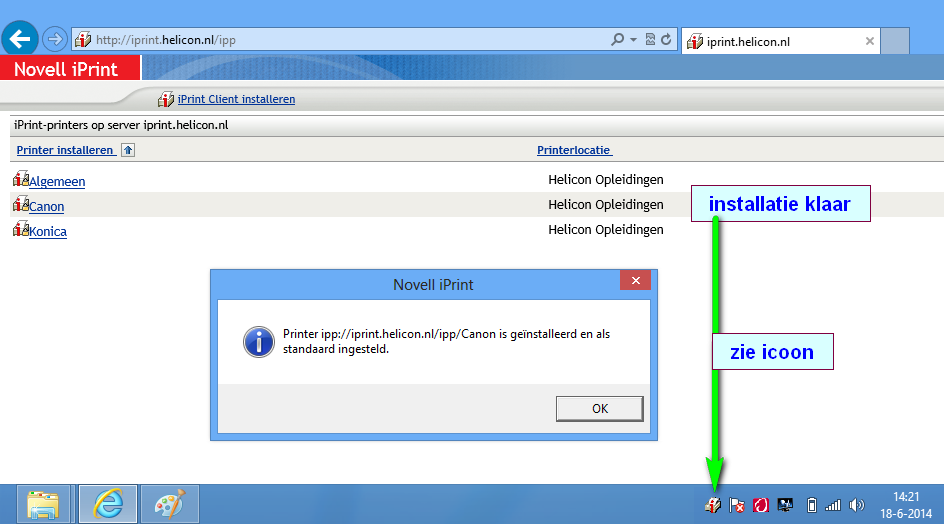 http://iprint.helicon.nl/ipp
iprint.helicon.nl
Novell iPrint
iPrint Client installeren
iPrint-printers op server iprint.helicon.nl
Printer installeren Printerlocatie
Algemeen Helicon Opleidingen
Canon Helicon Opleidingen
Konica Helicon Opleidingen
installatie klaar
Novell iPrint
Printer ipp://iprint.helicon.nl/ipp/Canon is geïnstalleerd en als
standaard ingesteld.
zie icoon
OK
14:21
18-6-2014